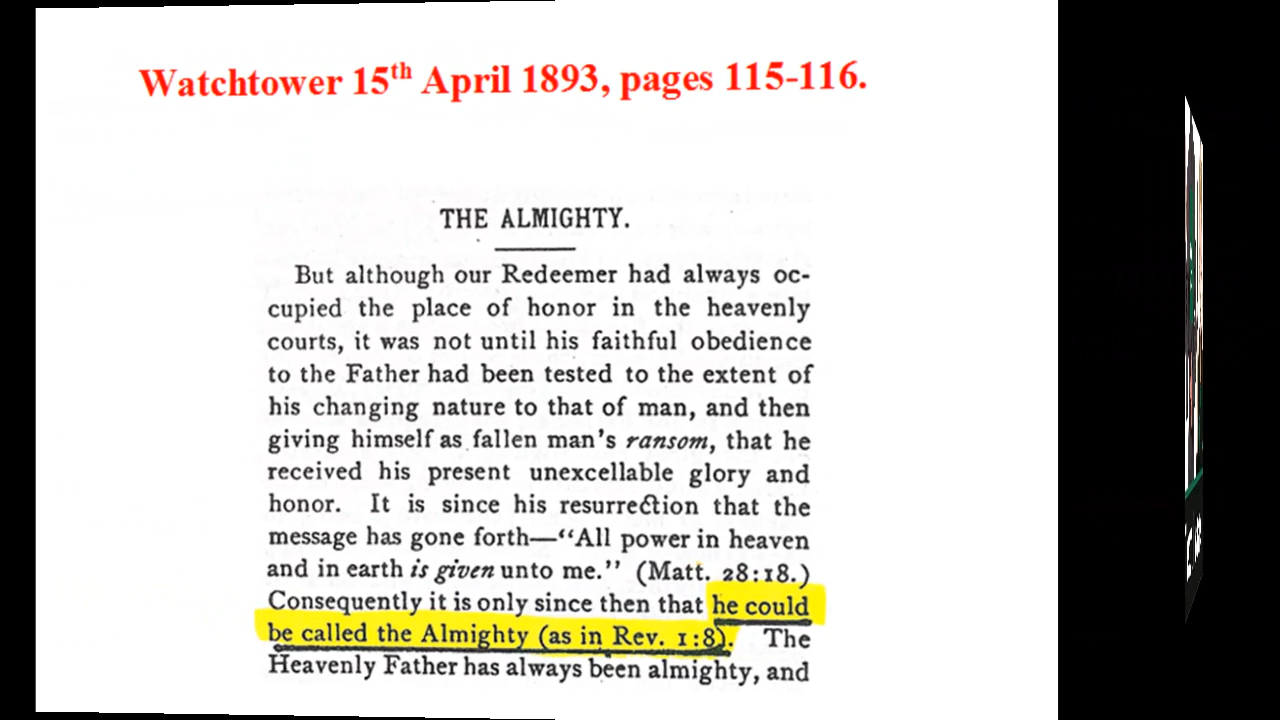 Watchtower 15th April 1893, pages 115-116.
THE ALMIGHTY.
But although our Redeemer had always oc-
cupied the place of honor in the heavenly
courts, it was not until his faithful obedience
to the Father had been tested to the extent of
his changing nature to that of man, and then
giving himself as fallen man's ransom, that he
received his present unexcellable glory and
honor. It is since his resurrection that the
message has gone forth—"All power in heaven
and in earth is given unto me." (Matt. 28:18.)
Consequently it is only since then that he could
be called the Almighty (as in Rev. 1:8). The
Heavenly Father has always been almighty, and